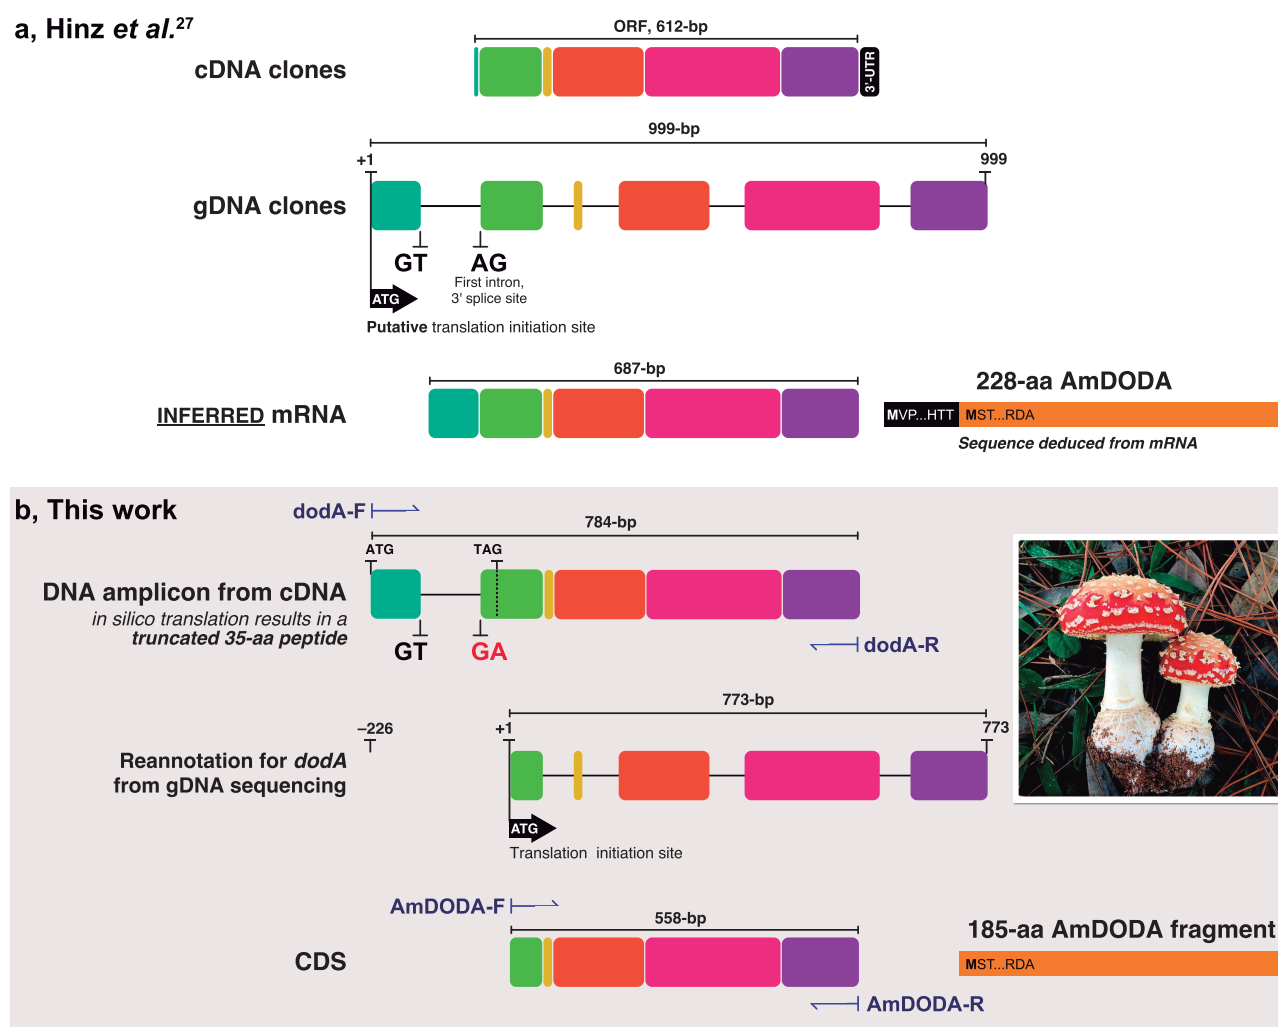 a, Hinz et al.27
ORF, 612-bp
cDNA clones
3'-UTR
999-bp
+1
999
gDNA clones
GT
AG
First intron,
3' splice site
ATG
Putative translation initiation site
687-bp
228-aa AmDODA
INFERRED mRNA
MVP...HTT
MST...RDA
Sequence deduced from mRNA
b, This work
dodA-F
784-bp
ATG
TAG
DNA amplicon from cDNA
in silico translation results in a
truncated 35-aa peptide
GT
GA
dodA-R
773-bp
–226
+1
773
Reannotation for dodA
from gDNA sequencing
ATG
Translation initiation site
AmDODA-F
558-bp
185-aa AmDODA fragment
CDS
MST...RDA
AmDODA-R